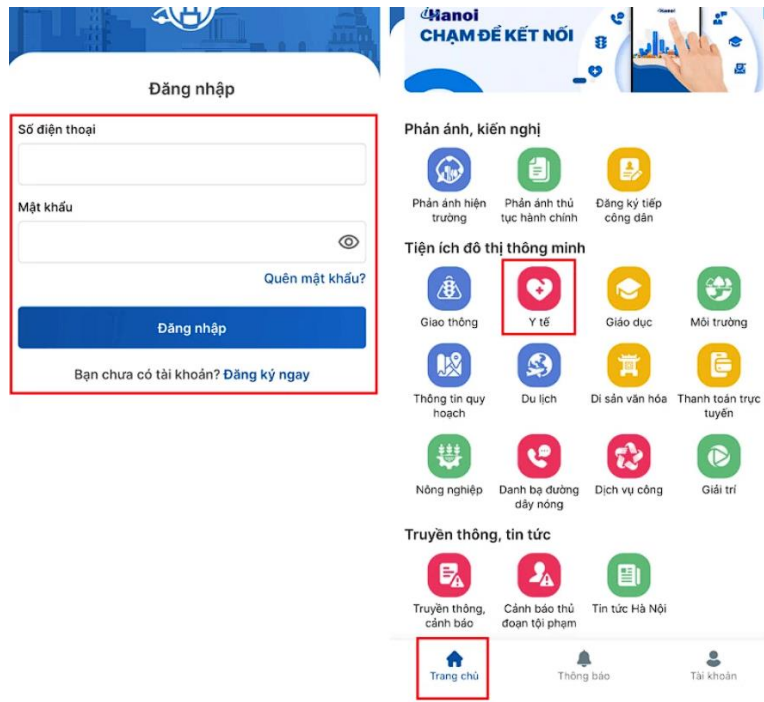 Đăng nhập
Số điện thoại
Mật khẩu
Quên mật khẩu?
Đăng nhập
Bạn chưa có tài khoản? Đăng ký ngay
iHanoi
CHẠM ĐỂ KẾT NỐI
iHanoi
Phản ánh, kiến nghị
Phản ánh hiện
trường
Phản ánh thủ
tục hành chính
Đăng ký tiếp
công dân
Tiện ích đô thị thông minh
Giao thông
Y tế
Giáo dục
Môi trường
Thông tin quy
hoạch
Du lịch
Di sản văn hóa
Thanh toán trực
tuyến
Nông nghiệp
Danh bạ đường
dây nóng
Dịch vụ công
Giải trí
Truyền thông, tin tức
Truyền thông,
cảnh báo
Cảnh báo thủ
đoạn tội phạm
Tin tức Hà Nội
Trang chủ
Thông báo
Tài khoản